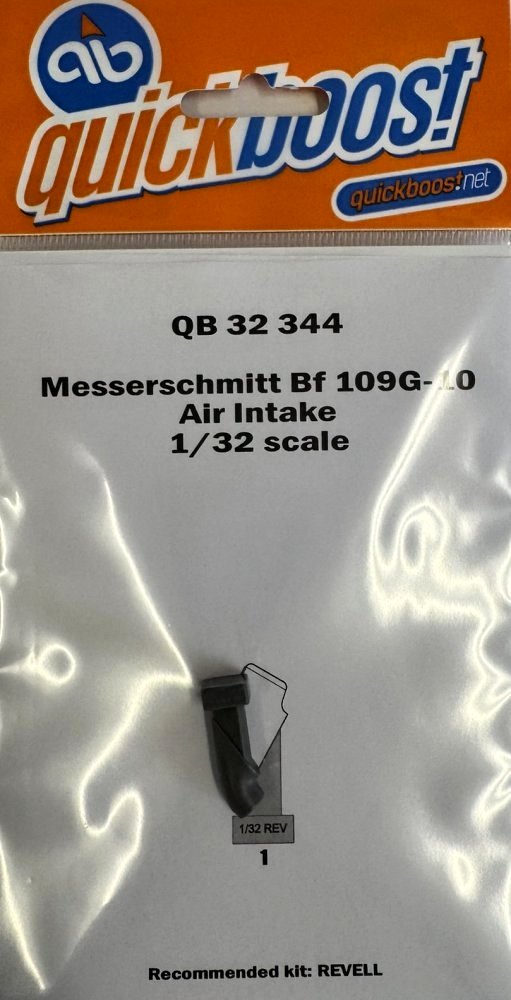 qb
quickboost
quickboost.net
QB 32 344
Messerschmitt Bf 109G-10
Air Intake
1/32 scale
1/32 REV
1
Recommended kit: REVELL